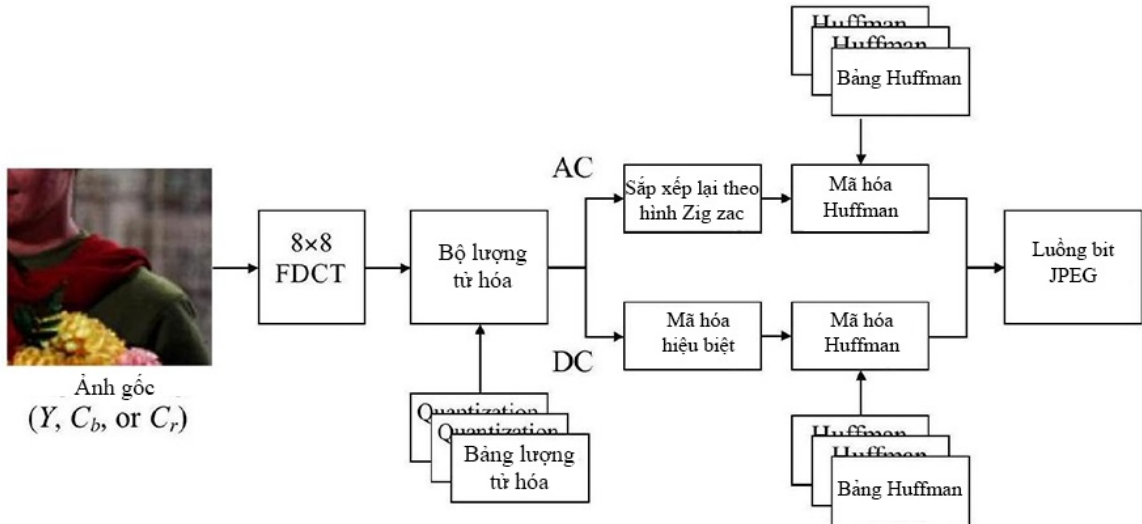 Huffman
Huffman
Bảng Huffman
AC
Sắp xếp lại theo
hình Zig zac
Mã hóa
Huffman
8×8
FDCT
Bộ lượng
tử hóa
Luồng bit
JPEG
Mã hóa
hiệu biệt
Mã hóa
Huffman
DC
Ảnh gốc
(Y, Cb, or Cr)
Quantization
Quantization
Bảng lượng
tử hóa
Huffman
Huffman
Bảng Huffman